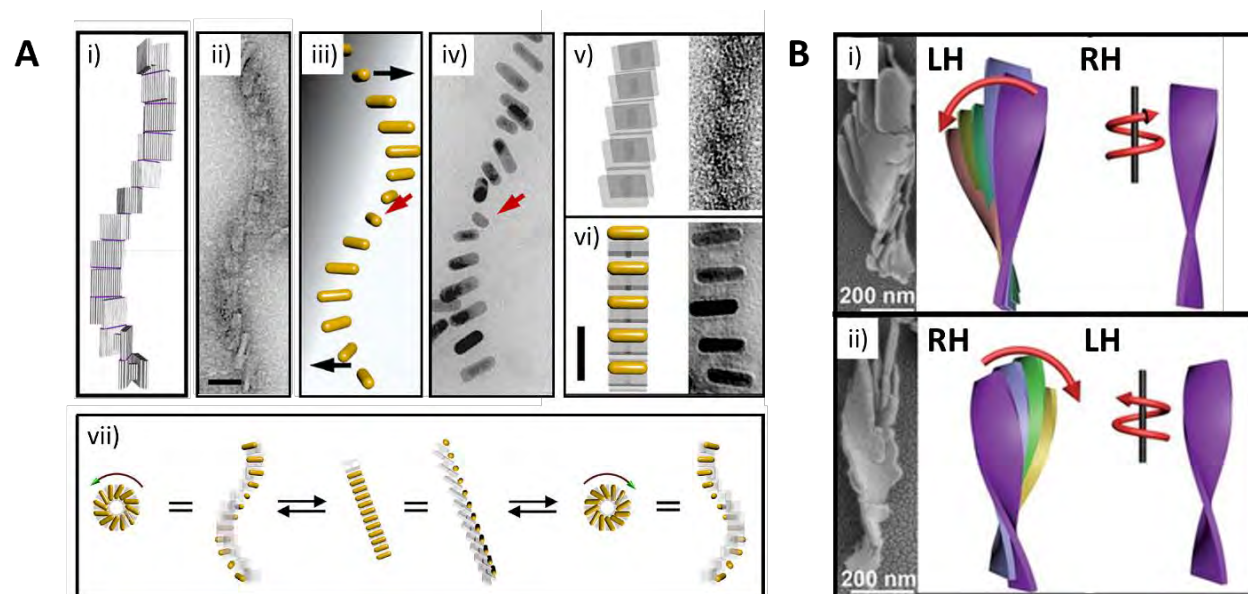 A
i)
ii)
iii)
iv)
v)
vi)
vii)
= = =
B
i)
LH RH
200 nm
ii)
RH LH
200 nm